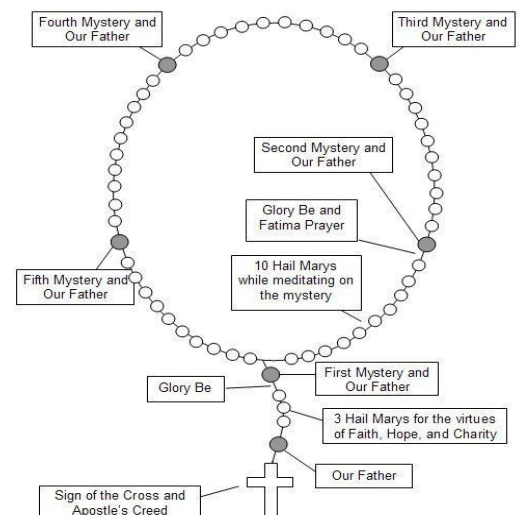 Fourth Mystery and
Our Father
Third Mystery and
Our Father
Second Mystery and
Our Father
Glory Be and
Fatima Prayer
10 Hail Marys
while meditating on
the mystery
Fifth Mystery and
Our Father
First Mystery and
Our Father
Glory Be
3 Hail Marys for the virtues
of Faith, Hope, and Charity
Our Father
Sign of the Cross and
Apostle's Creed